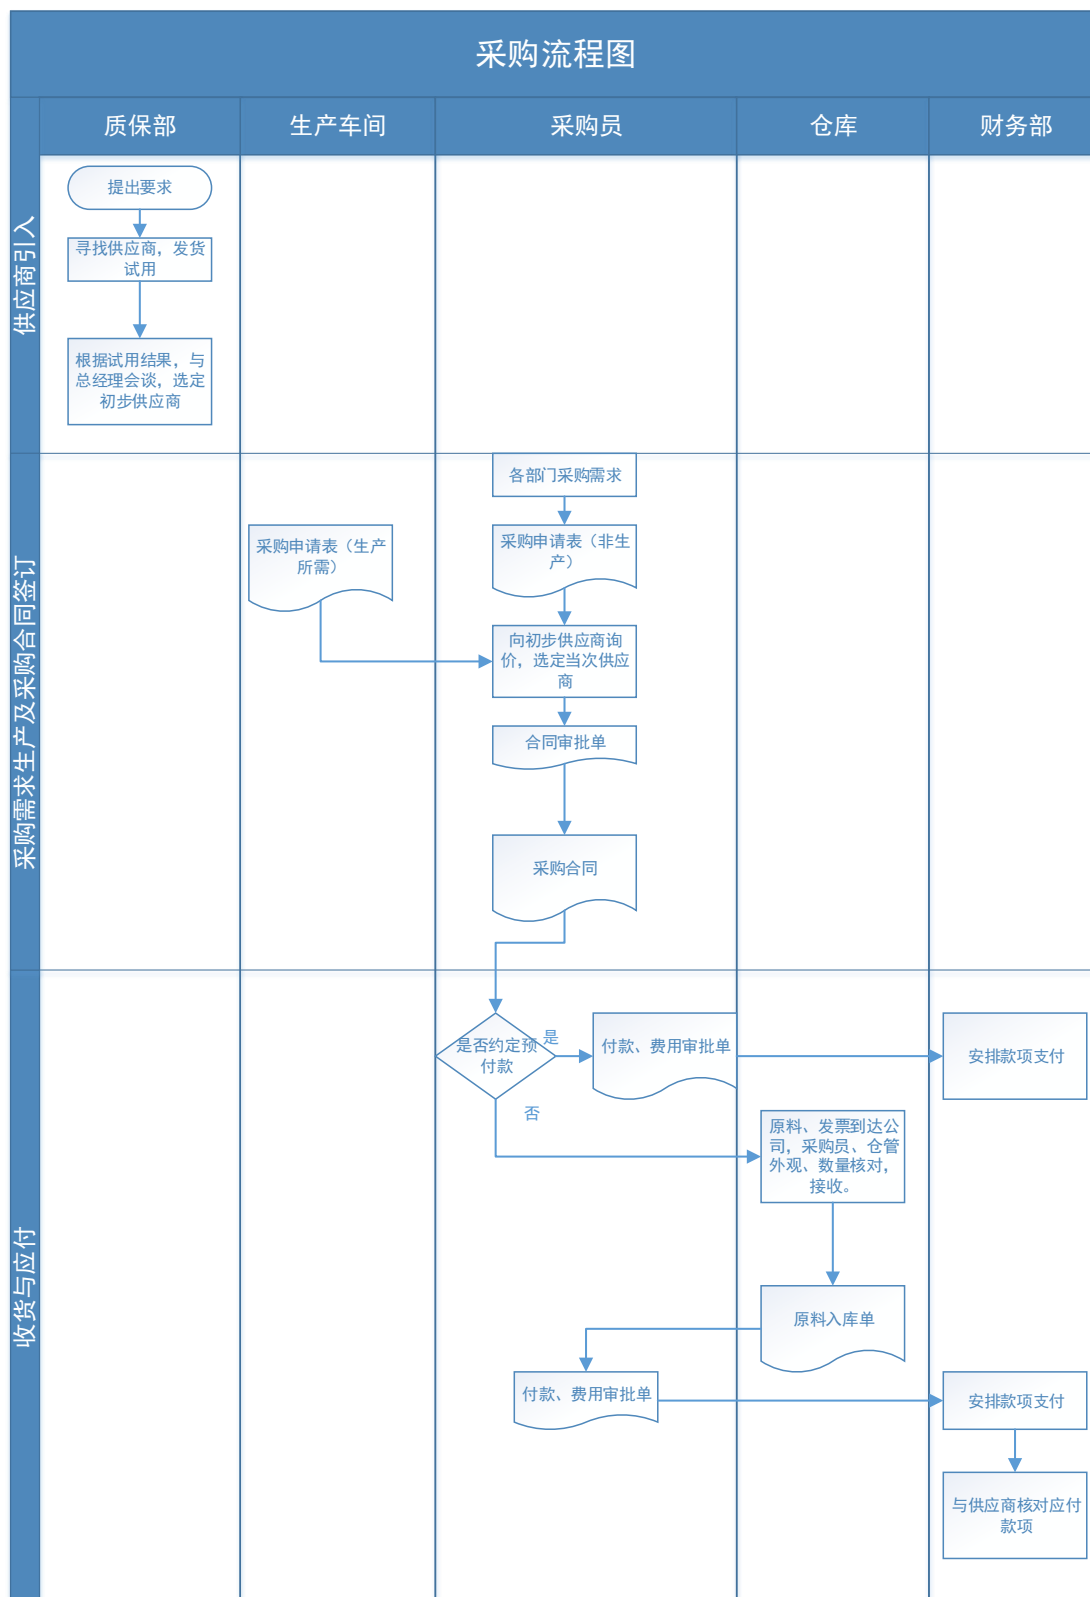 采购流程图
质保部
生产车间
采购员
仓库
财务部
供应商引入
提出要求
寻找供应商，发货
试用
根据试用结果，与
总经理会谈，选定
初步供应商
采购需求生产及采购合同签订
各部门采购需求
采购申请表（生产
所需）
采购申请表（非生
产）
向初步供应商询
价，选定当次供应
商
合同审批单
采购合同
收货与应付
是否约定预
付款
是
否
付款、费用审批单
安排款项支付
原料、发票到达公
司，采购员、仓管
外观、数量核对，
接收。
原料入库单
付款、费用审批单
安排款项支付
与供应商核对应付
款项